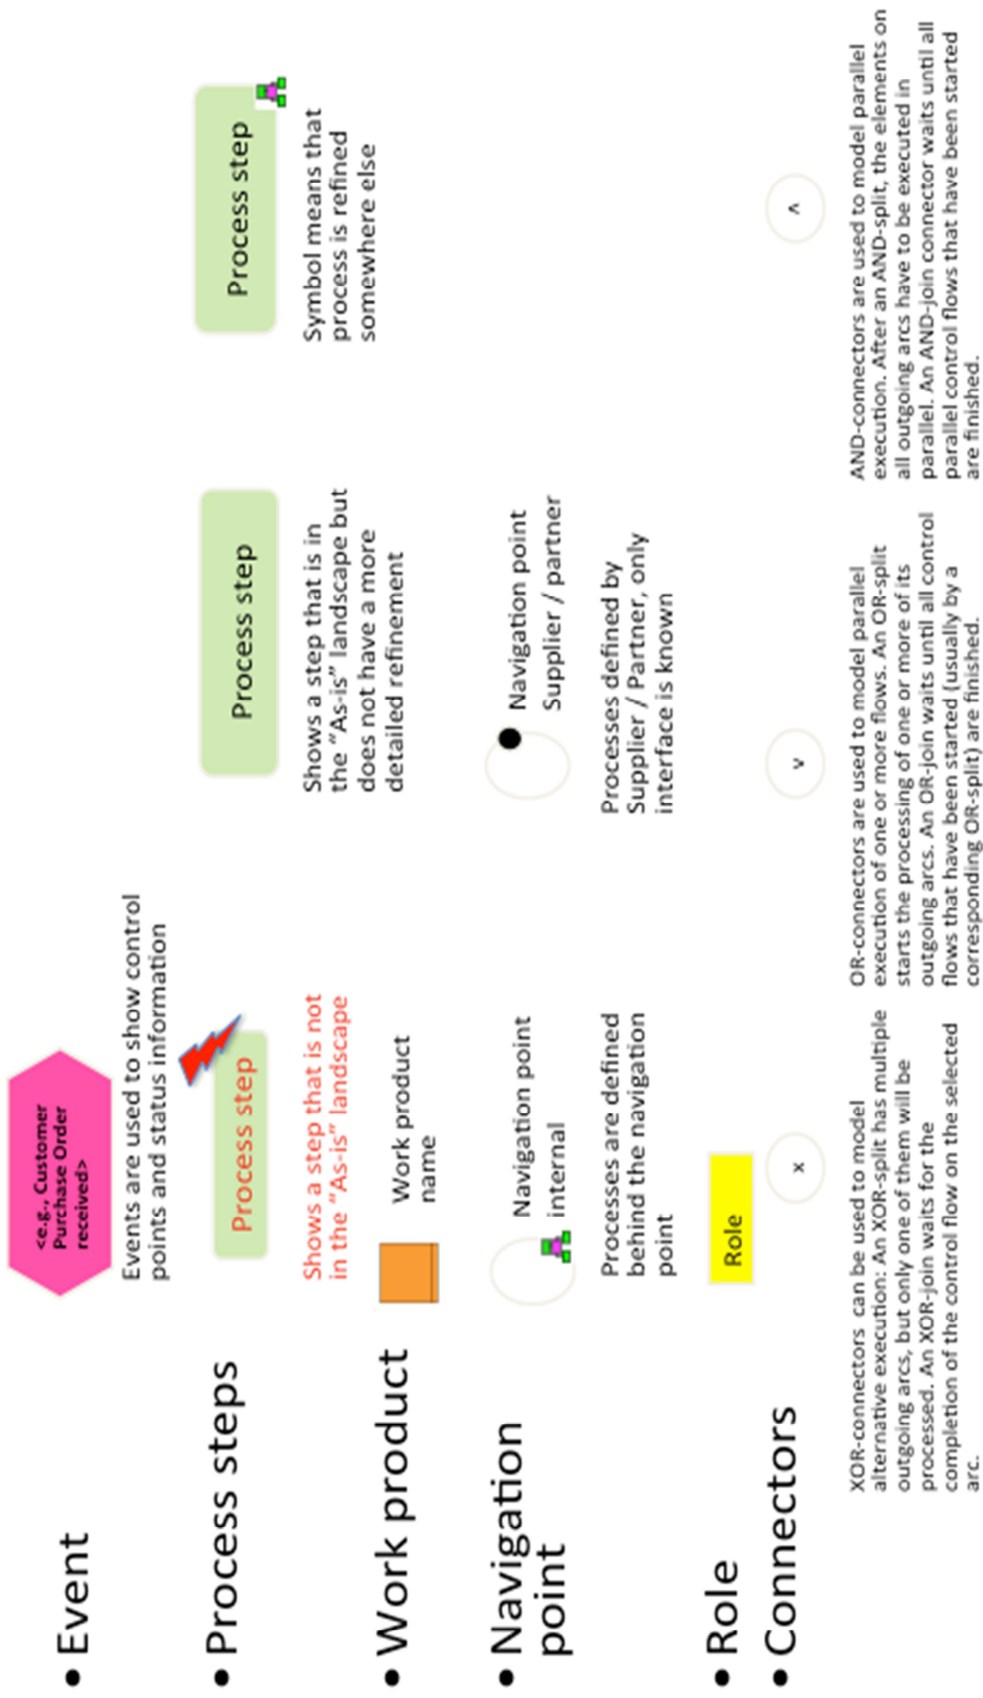 • Event
<e.g., Customer
Purchase Order
received>
Events are used to show control
points and status information
• Process steps
Process step
Shows a step that is not
in the “As-is” landscape
Process step
Shows a step that is in
the “As-is” landscape but
does not have a more
detailed refinement
Process step
Symbol means that
process is refined
somewhere else
• Work product
Work product
name
• Navigation
point
Navigation point
internal
Processes are defined
behind the navigation
point
Navigation point
Supplier / partner
Processes defined by
Supplier / Partner, only
interface is known
• Role
Role
• Connectors
x
XOR-connectors can be used to model
alternative execution: An XOR-split has multiple
outgoing arcs, but only one of them will be
processed. An XOR-join waits for the
completion of the control flow on the selected
arc.
v
OR-connectors are used to model parallel
execution of one or more flows. An OR-split
starts the processing of one or more of its
outgoing arcs. An OR-join waits until all control
flows that have been started (usually by a
corresponding OR-split) are finished.
^
AND-connectors are used to model parallel
execution. After an AND-split, the elements on
all outgoing arcs have to be executed in
parallel. An AND-join connector waits until all
parallel control flows that have been started
are finished.